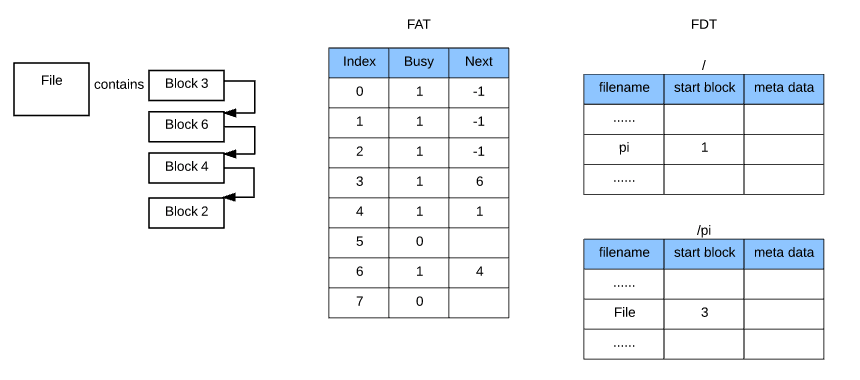 File
contains
Block 3
Block 6
Block 4
Block 2
FAT
Index Busy Next
0 1 -1
1 1 -1
2 1 -1
3 1 6
4 1 1
5 0
6 1 4
7 0
FDT
/
filename start block meta data
......
pi 1
......
/pi
filename start block meta data
......
File 3
......